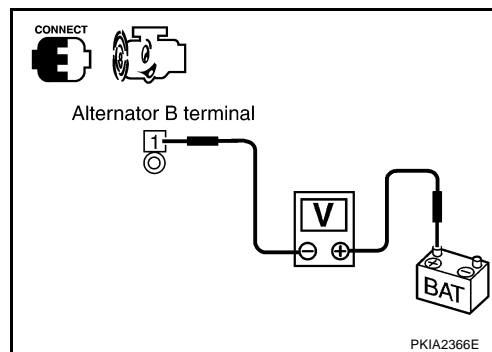 CONNECT
Alternator B terminal
1
V
− +
+ −
BAT
PKIA2366E